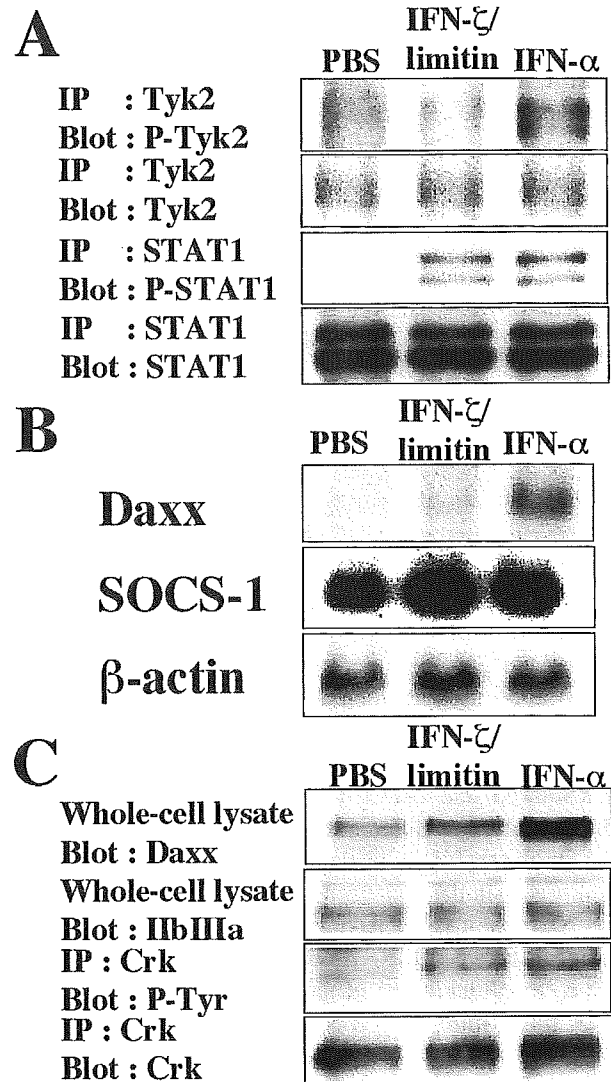 A
IFN-ζ/
PBS limitin IFN-α
IP : Tyk2
Blot : P-Tyk2
IP : Tyk2
Blot : Tyk2
IP : STAT1
Blot : P-STAT1
IP : STAT1
Blot : STAT1
B
IFN-ζ/
PBS limitin IFN-α
Daxx
SOCS-1
β-actin
C
IFN-ζ/
PBS limitin IFN-α
Whole-cell lysate
Blot : Daxx
Whole-cell lysate
Blot : IIbIIIa
IP : Crk
Blot : P-Tyr
IP : Crk
Blot : Crk